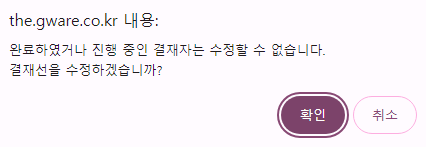 the.gware.co.kr 내용:
완료하였거나 진행 중인 결재자는 수정할 수 없습니다.
결재선을 수정하겠습니까?
확인
취소